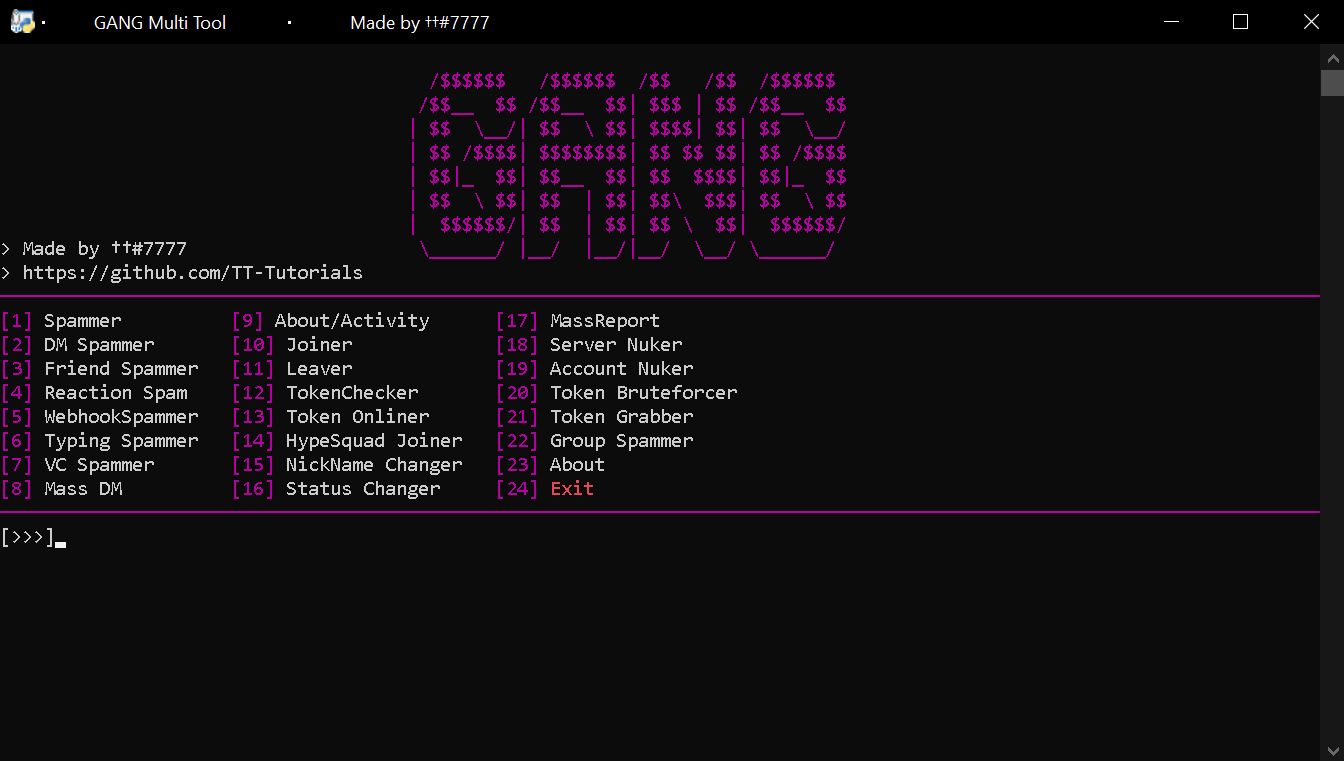 GANG Multi Tool · Made by ††#7777
 /$$$$$$   /$$$$$$  /$$   /$$  /$$$$$$
/$$__  $$ /$$__  $$| $$$ | $$ /$$__  $$
| $$  \__/| $$  \ $$| $$$$| $$| $$  \__/
| $$ /$$$$| $$$$$$$$| $$ $$ $$| $$ /$$$$
| $$|_  $$| $$__  $$| $$  $$$$| $$|_  $$
| $$  \ $$| $$  | $$| $$\  $$$| $$  \ $$
|  $$$$$$/| $$  | $$| $$ \  $$|  $$$$$$/
> Made by ††#7777 \______/ |__/  |__/|__/  \__/ \______/
> https://github.com/TT-Tutorials
[1] Spammer [9] About/Activity [17] MassReport
[2] DM Spammer [10] Joiner [18] Server Nuker
[3] Friend Spammer [11] Leaver [19] Account Nuker
[4] Reaction Spam [12] TokenChecker [20] Token Bruteforcer
[5] WebhookSpammer [13] Token Onliner [21] Token Grabber
[6] Typing Spammer [14] HypeSquad Joiner [22] Group Spammer
[7] VC Spammer [15] NickName Changer [23] About
[8] Mass DM [16] Status Changer [24] Exit
[>>>]